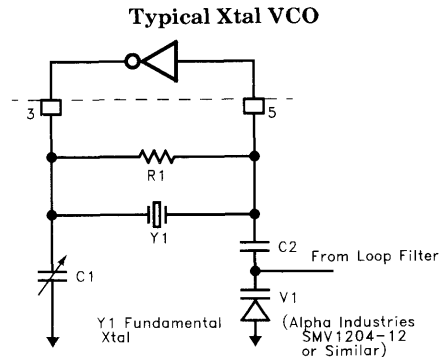 Typical Xtal VCO
3
5
R1
Y1
C1
C2
From Loop Filter
V1
Y1 Fundamental
Xtal
(Alpha Industries
SMV1204-12
or Similar)